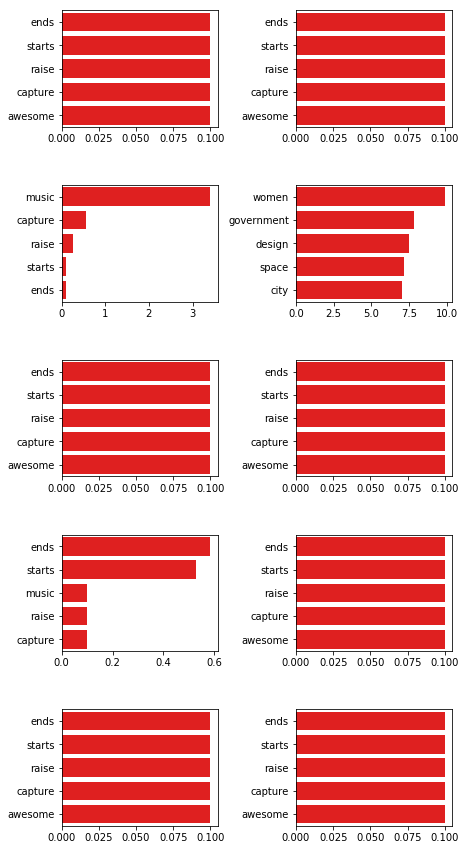 ends
starts
raise
capture
awesome
0.000 0.025 0.050 0.075 0.100
ends
starts
raise
capture
awesome
0.000 0.025 0.050 0.075 0.100
music
capture
raise
starts
ends
0 1 2 3
women
government
design
space
city
0.0 2.5 5.0 7.5 10.0
ends
starts
raise
capture
awesome
0.000 0.025 0.050 0.075 0.100
ends
starts
raise
capture
awesome
0.000 0.025 0.050 0.075 0.100
ends
starts
music
raise
capture
0.0 0.2 0.4 0.6
ends
starts
raise
capture
awesome
0.000 0.025 0.050 0.075 0.100
ends
starts
raise
capture
awesome
0.000 0.025 0.050 0.075 0.100
ends
starts
raise
capture
awesome
0.000 0.025 0.050 0.075 0.100